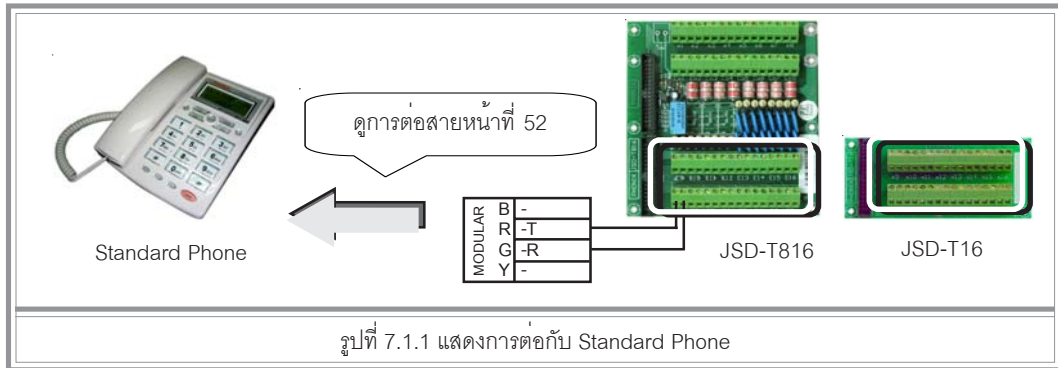 ดูการต่อสายหน้าที่ 52
MODULAR
B -
R -T
G -R
Y -
Standard Phone
JSD-T816
JSD-T16
รูปที่ 7.1.1 แสดงการต่อกับ Standard Phone